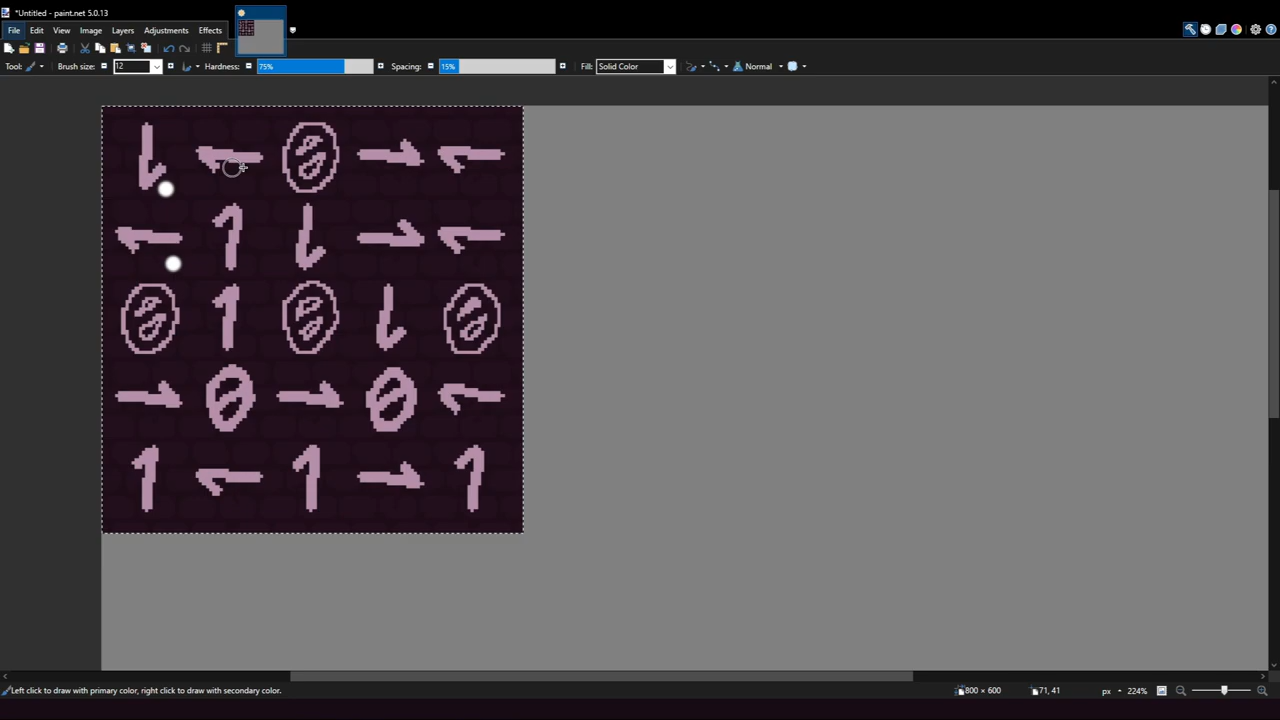 *Untitled - paint.net 5.0.13
File Edit View Image Layers Adjustments Effects
Tool: Brush size: 12 Hardness: 75% Spacing: 15% Fill: Solid Color Normal
Left click to draw with primary color, right click to draw with secondary color. 800 × 600 71, 41 px 224%